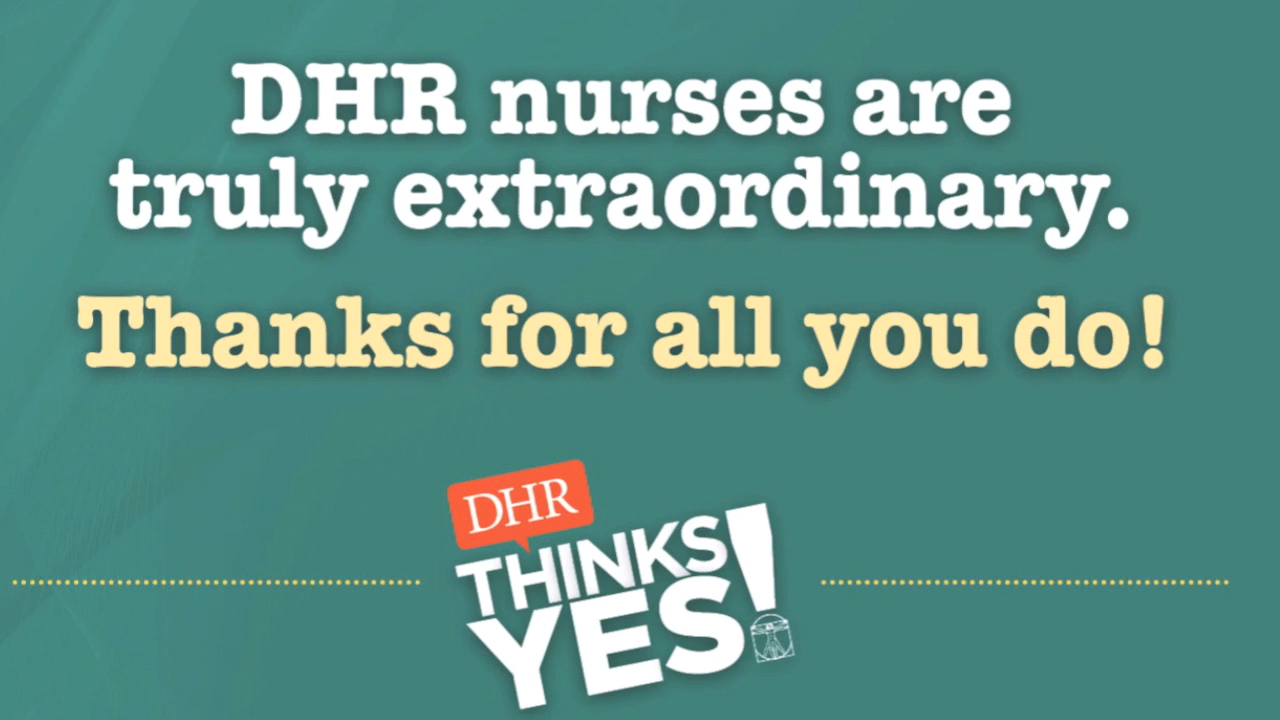 DHR nurses are
truly extraordinary.
Thanks for all you do!
DHR
THINKS
YES!